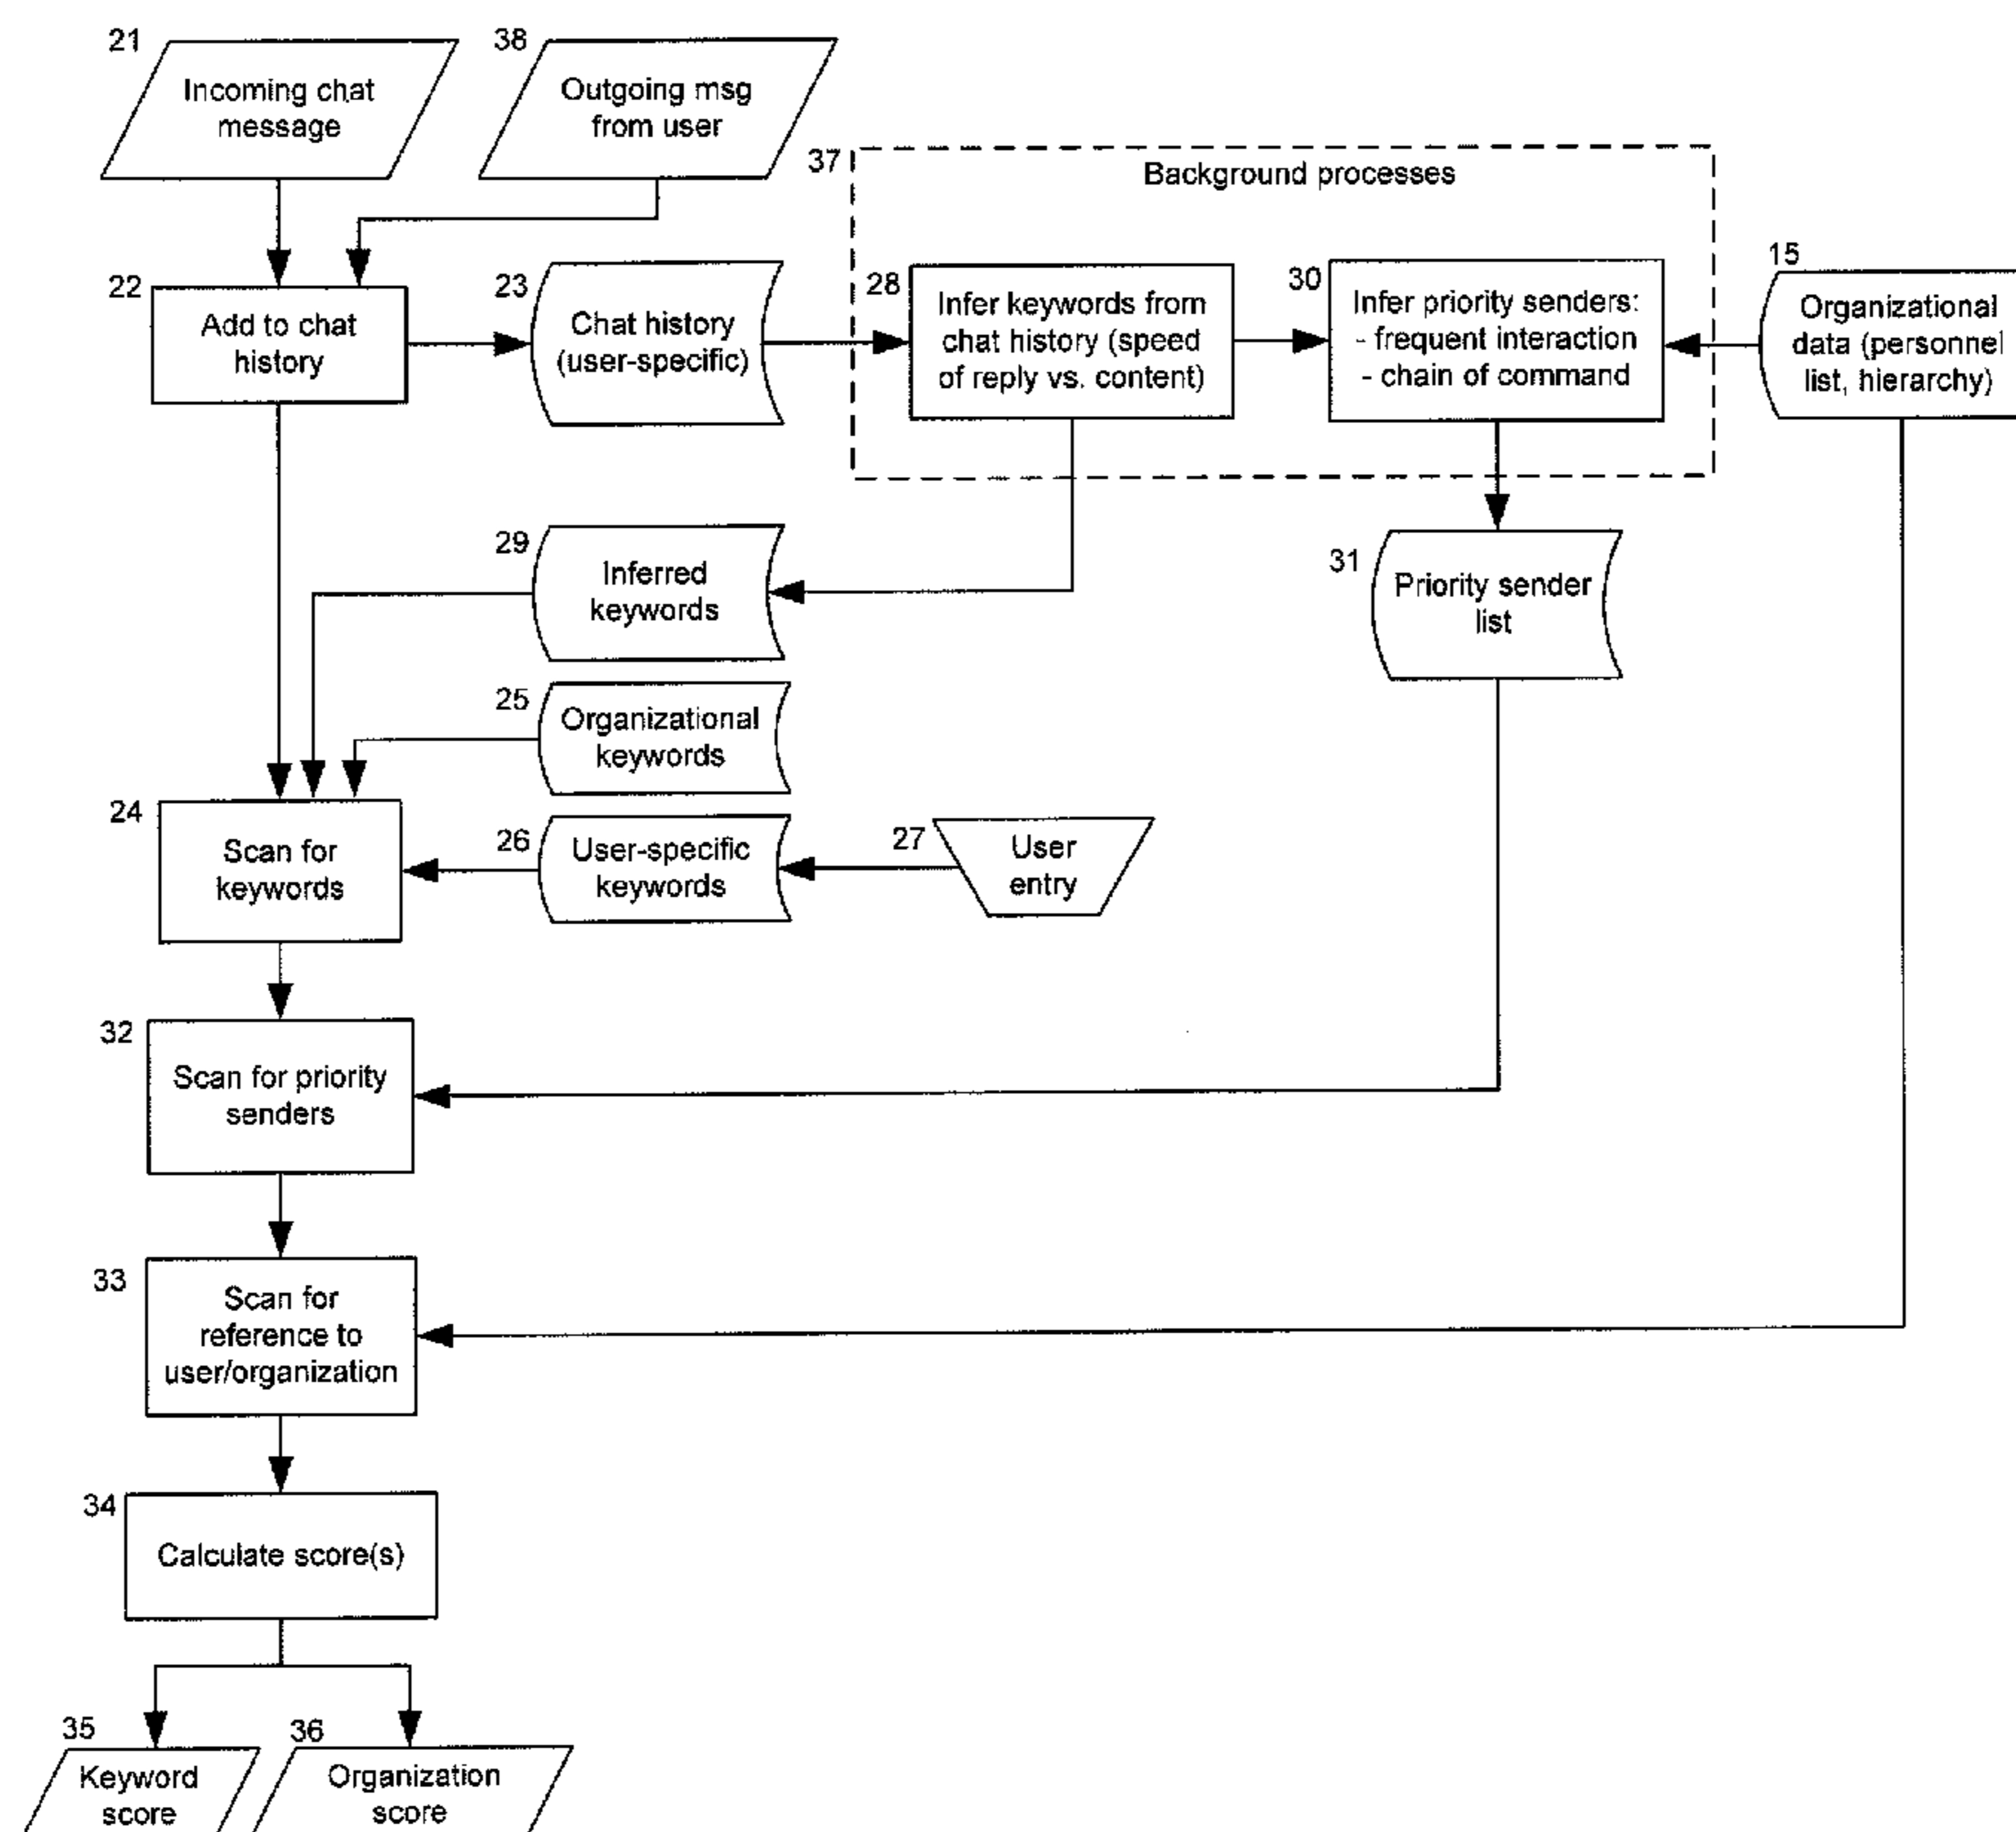 21
Incoming chat
message
38
Outgoing msg
from user
37
Background processes
22
Add to chat
history
23
Chat history
(user-specific)
28
Infer keywords from
chat history (speed
of reply vs. content)
30
Infer priority senders:
- frequent interaction
- chain of command
15
Organizational
data (personnel
list, hierarchy)
29
Inferred
keywords
31
Priority sender
list
25
Organizational
keywords
24
Scan for
keywords
26
User-specific
keywords
27
User
entry
32
Scan for priority
senders
33
Scan for
reference to
user/organization
34
Calculate score(s)
35
Keyword
score
36
Organization
score